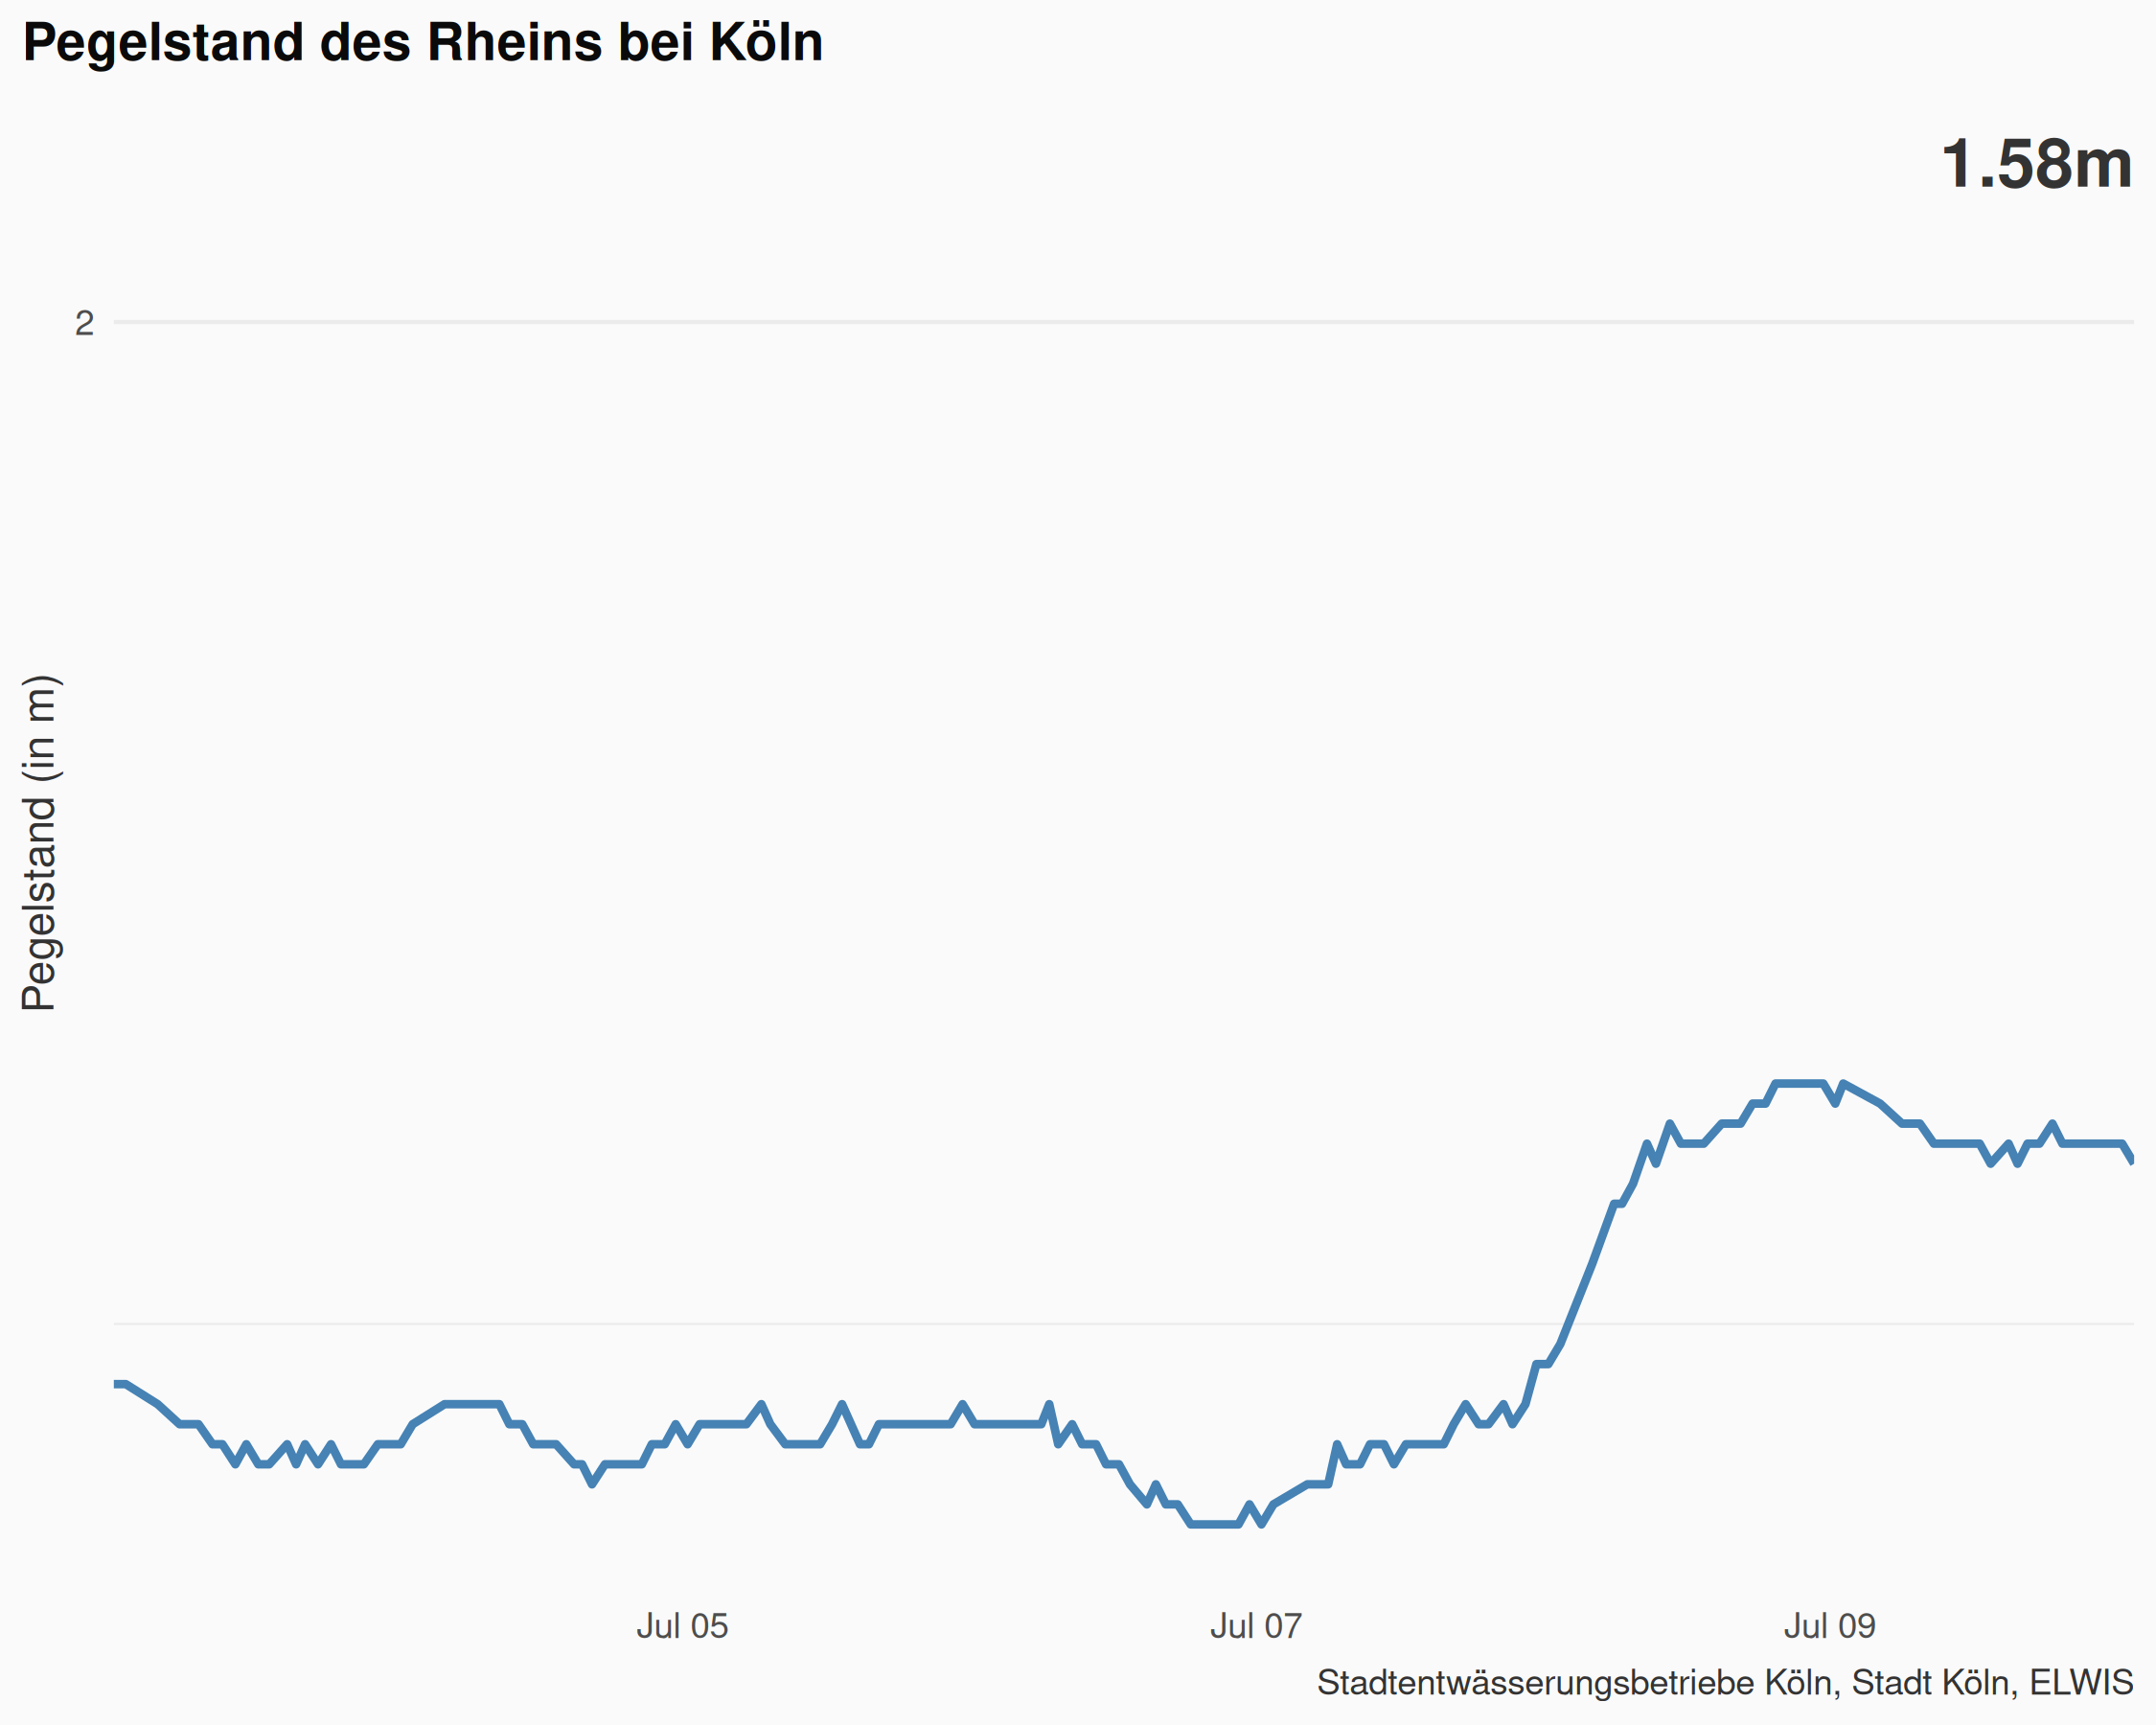 Pegelstand des Rheins bei Köln
1.58m
2
Pegelstand (in m)
Jul 05
Jul 07
Jul 09
Stadtentwässerungsbetriebe Köln, Stadt Köln, ELWIS